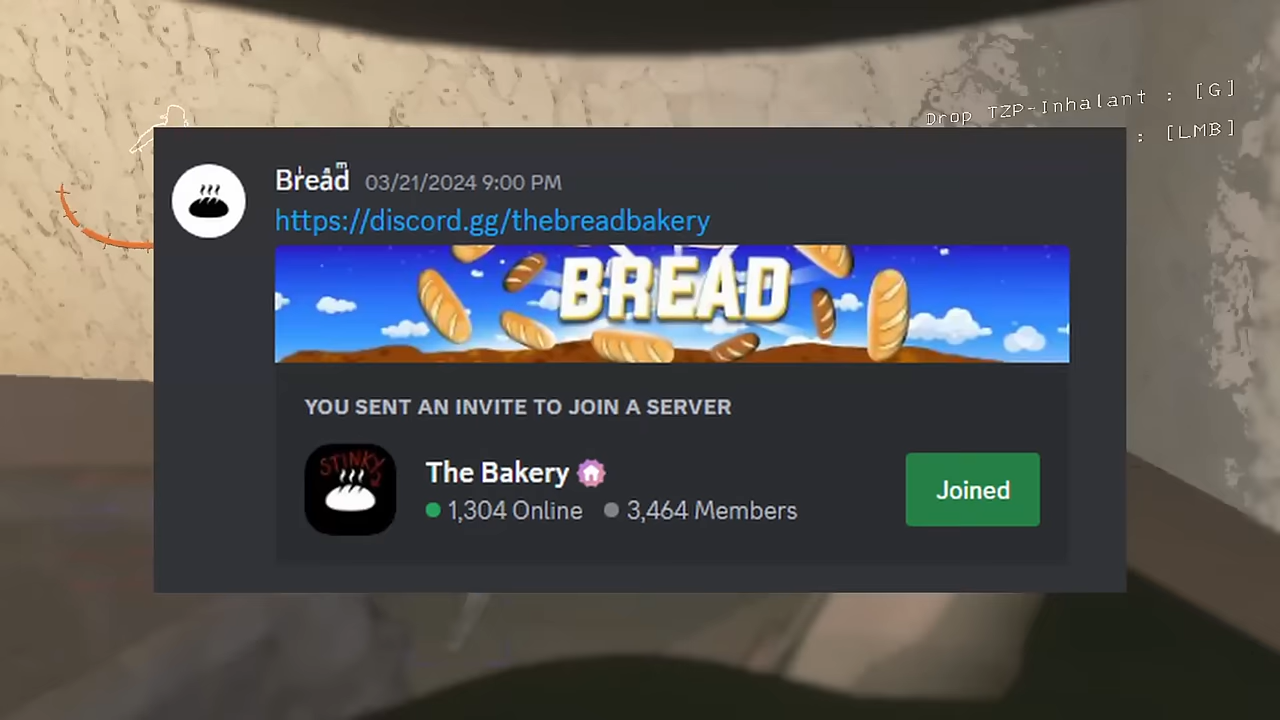 Drop TZP-Inhalant : [G]
: [LMB]
Bread 03/21/2024 9:00 PM
https://discord.gg/thebreadbakery
BREAD
YOU SENT AN INVITE TO JOIN A SERVER
STINKY
The Bakery
1,304 Online 3,464 Members
Joined